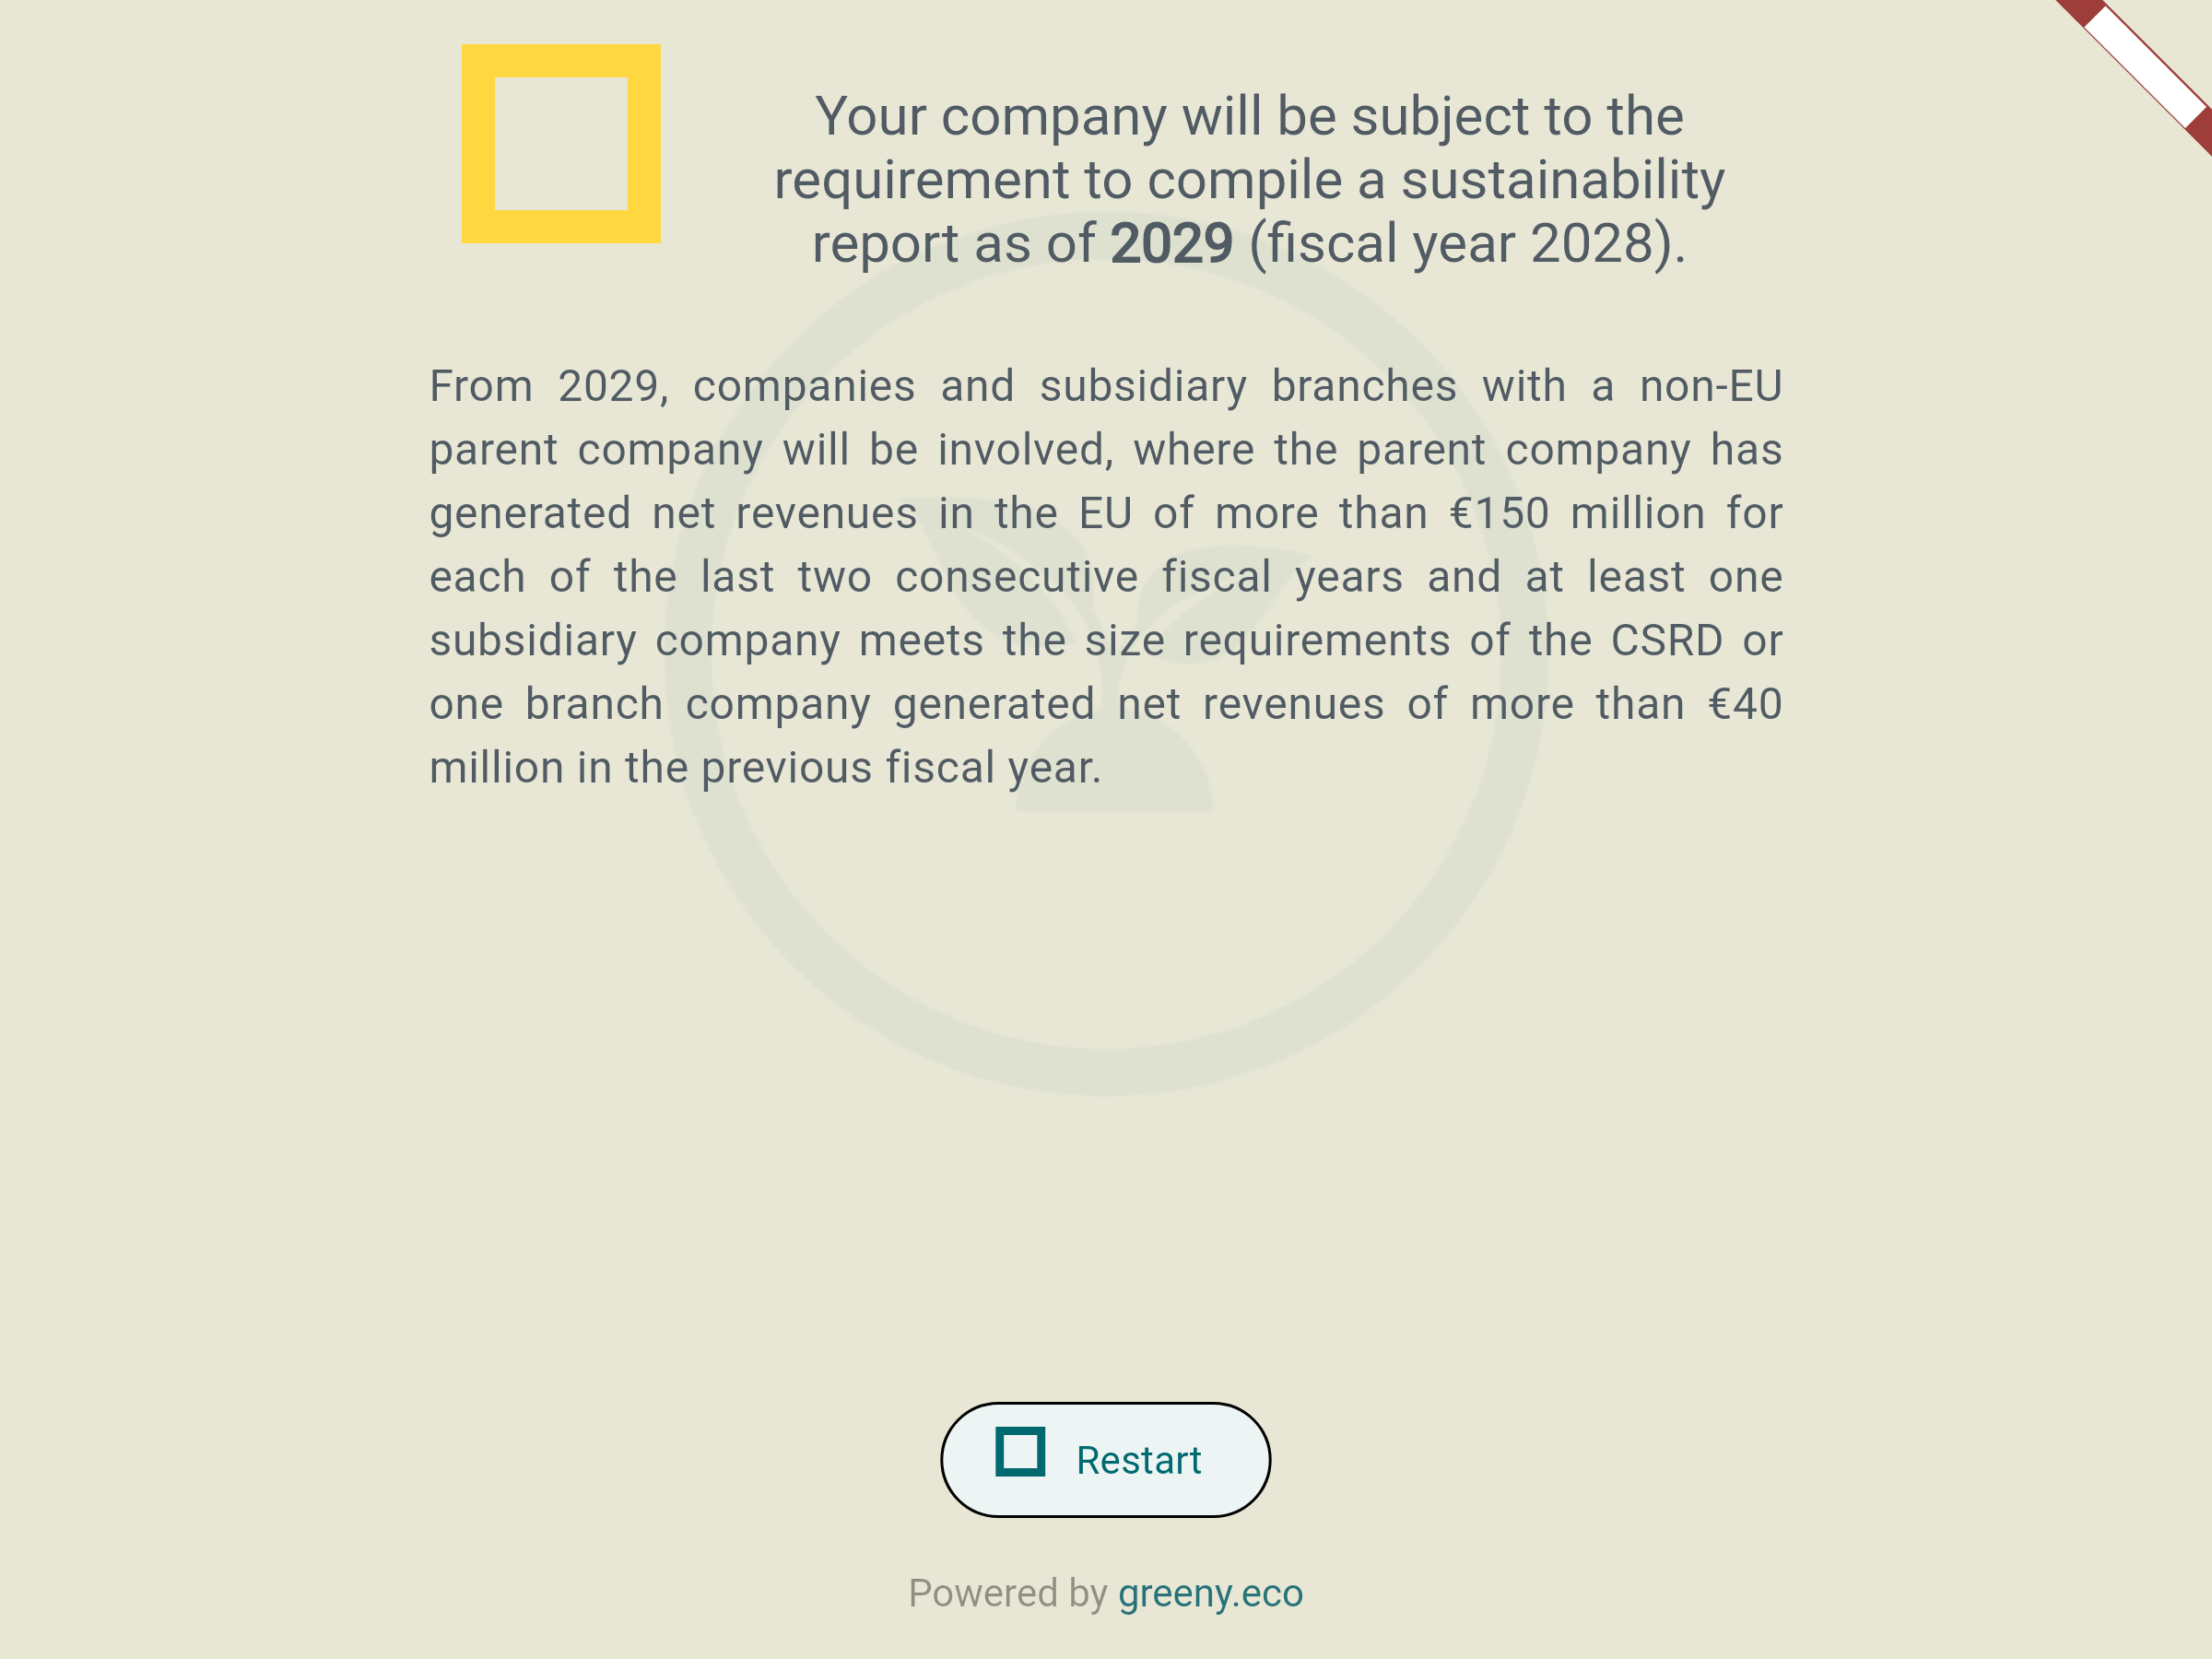 Your company will be subject to the
requirement to compile a sustainability
report as of 2029 (fiscal year 2028).
From 2029, companies and subsidiary branches with a non-EU
parent company will be involved, where the parent company has
generated net revenues in the EU of more than €150 million for
each of the last two consecutive fiscal years and at least one
subsidiary company meets the size requirements of the CSRD or
one branch company generated net revenues of more than €40
million in the previous fiscal year.
Restart
Powered by greeny.eco